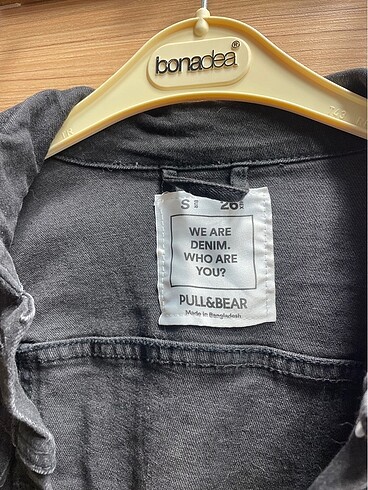 bonadea®
S 26
WE ARE
DENIM.
WHO ARE
YOU?
PULL&BEAR
Made in Bangladesh